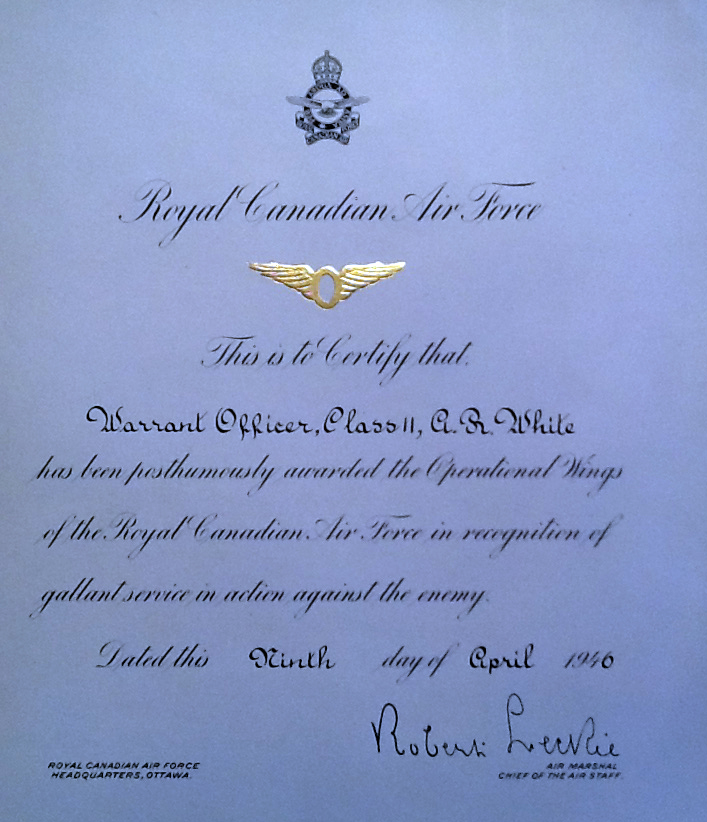 Royal Canadian Air Force
This is to Certify that
Warrant Officer, Class II, A. R. White
has been posthumously awarded the Operational Wings
of the Royal Canadian Air Force in recognition of
gallant service in action against the enemy.
Dated this Ninth day of April 1946
Robert Leckie
ROYAL CANADIAN AIR FORCE
HEADQUARTERS, OTTAWA.
AIR MARSHAL
CHIEF OF THE AIR STAFF.